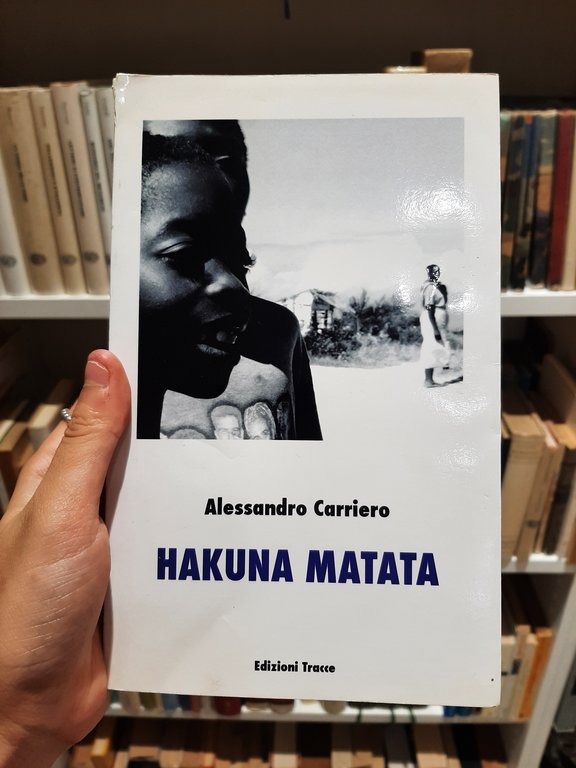 Alessandro Carriero
HAKUNA MATATA
Edizioni Tracce